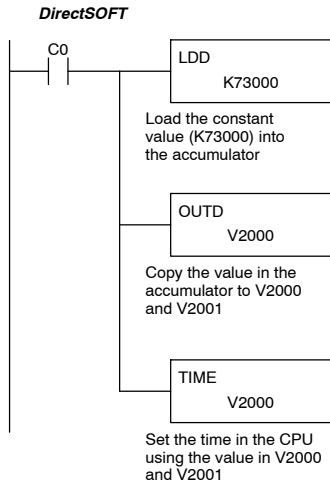 DirectSOFT
C0
LDD
K73000
Load the constant
value (K73000) into
the accumulator
OUTD
V2000
Copy the value in the
accumulator to V2000
and V2001
TIME
V2000
Set the time in the CPU
using the value in V2000
and V2001